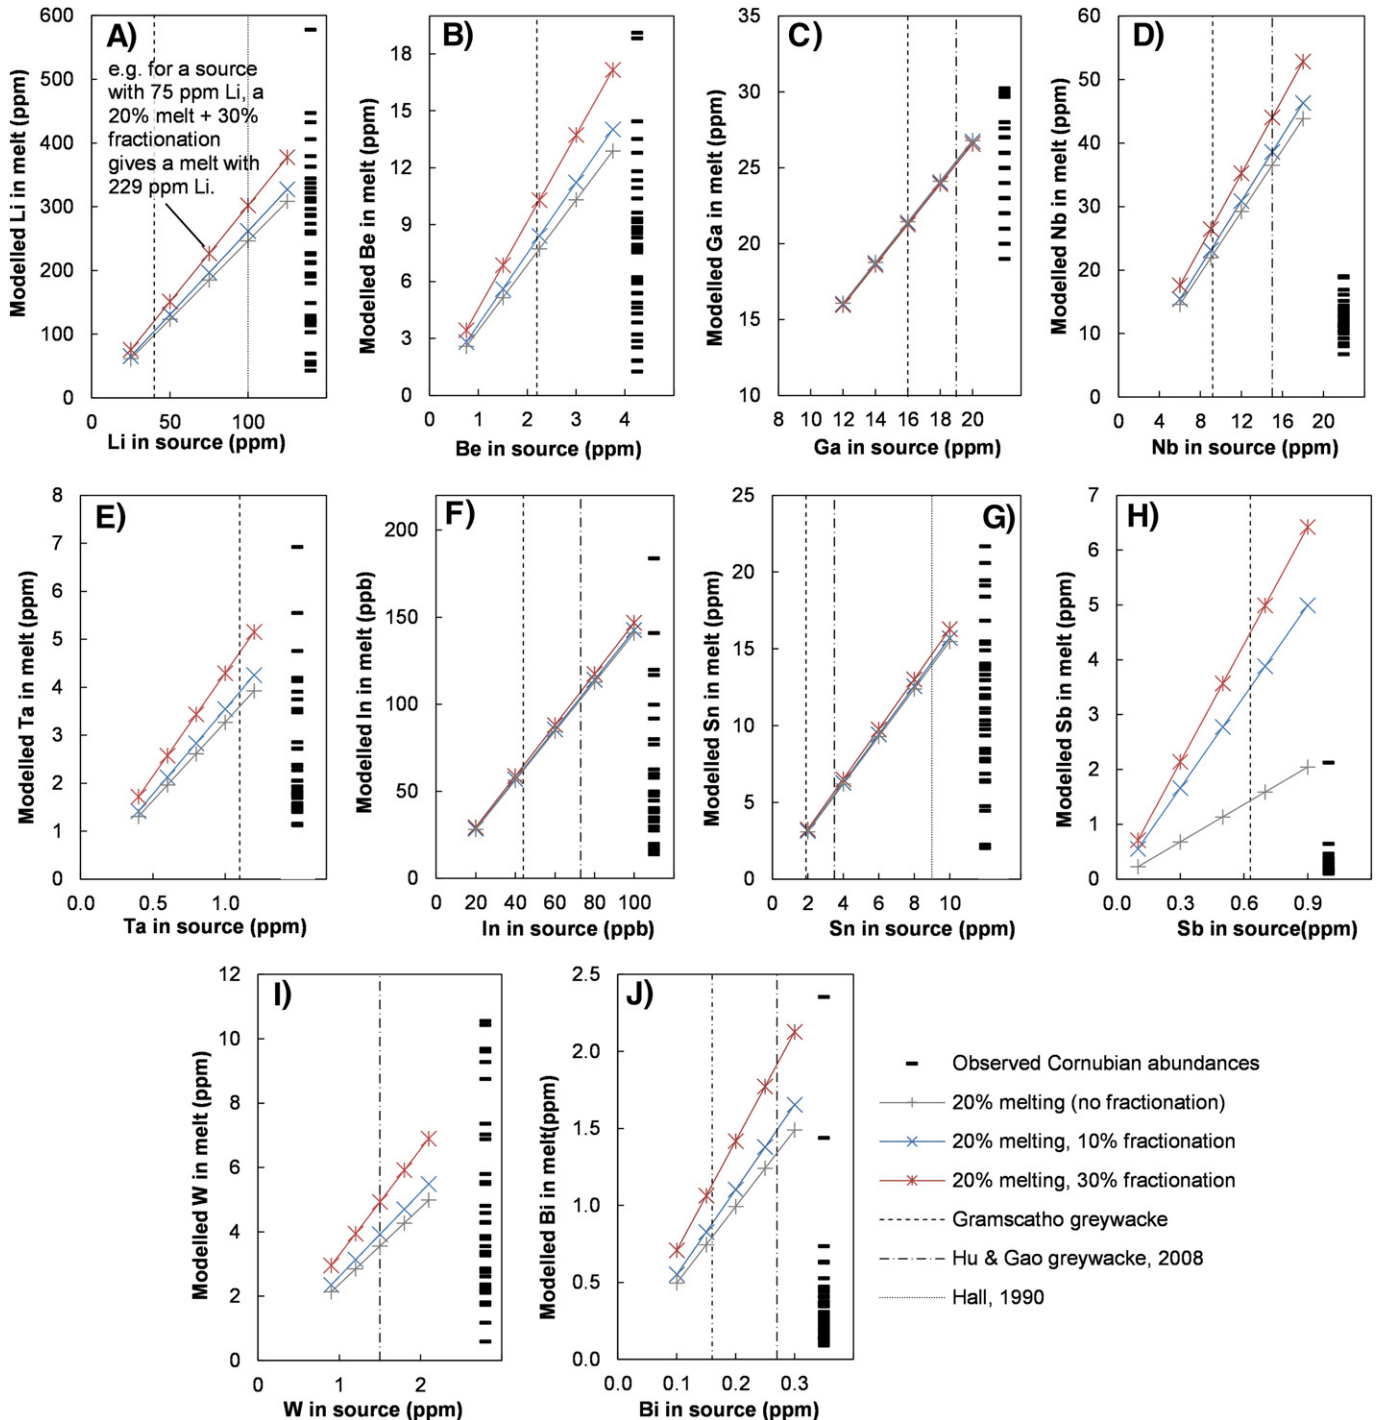 A)
e.g. for a source
with 75 ppm Li, a
20% melt + 30%
fractionation
gives a melt with
229 ppm Li.
Modelled Li in melt (ppm)
600
500
400
300
200
100
0
0 50 100
Li in source (ppm)
B)
Modelled Be in melt (ppm)
18
15
12
9
6
3
0
0 1 2 3 4
Be in source (ppm)
C)
Modelled Ga in melt (ppm)
35
30
25
20
15
10
8 10 12 14 16 18 20
Ga in source (ppm)
D)
Modelled Nb in melt (ppm)
60
50
40
30
20
10
0
0 4 8 12 16 20
Nb in source (ppm)
E)
Modelled Ta in melt (ppm)
8
7
6
5
4
3
2
1
0
0.0 0.5 1.0
Ta in source (ppm)
F)
Modelled In in melt (ppb)
200
150
100
50
0
20 40 60 80 100
In in source (ppb)
G)
Modelled Sn in melt (ppm)
25
20
15
10
5
0
0 2 4 6 8 10
Sn in source (ppm)
H)
Modelled Sb in melt (ppm)
7
6
5
4
3
2
1
0
0.0 0.3 0.6 0.9
Sb in source(ppm)
I)
Modelled W in melt (ppm)
12
10
8
6
4
2
0
0 1 2
W in source (ppm)
J)
Modelled Bi in melt(ppm)
2.5
2.0
1.5
1.0
0.5
0.0
0.0 0.1 0.2 0.3
Bi in source (ppm)
Observed Cornubian abundances
20% melting (no fractionation)
20% melting, 10% fractionation
20% melting, 30% fractionation
Gramscatho greywacke
Hu & Gao greywacke, 2008
Hall, 1990